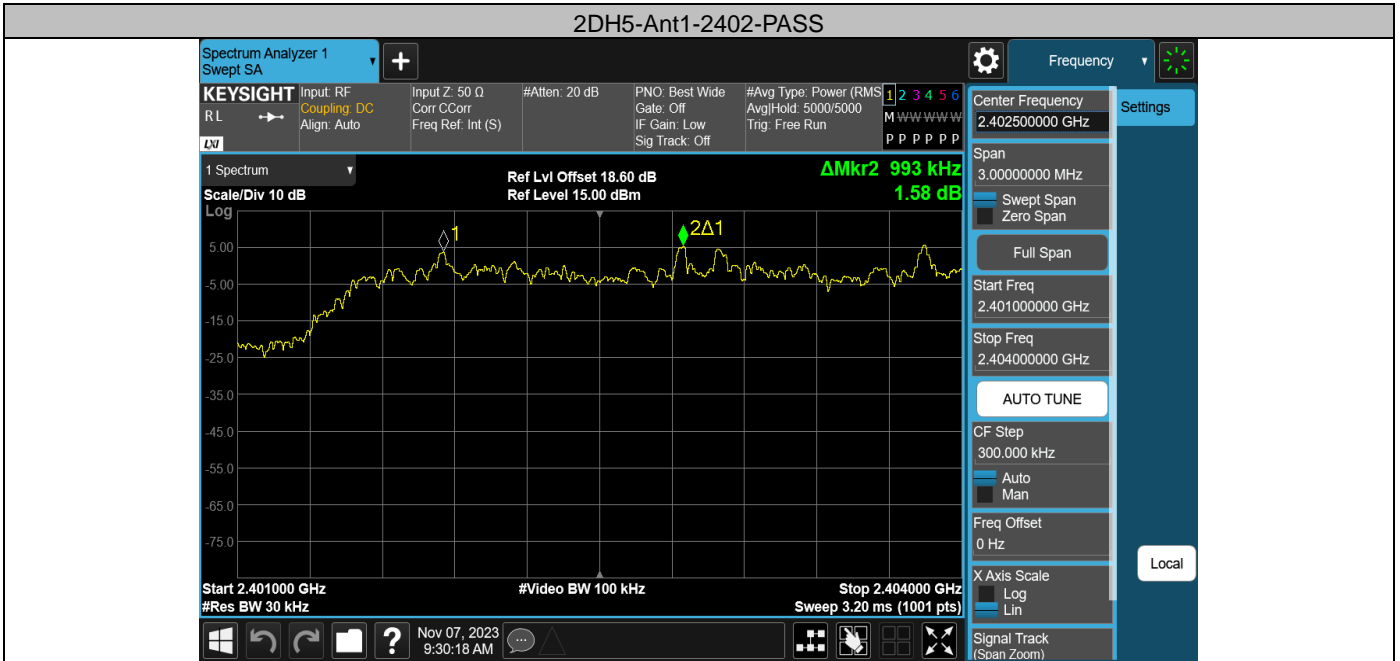 2DH5-Ant1-2402-PASS
Spectrum Analyzer 1
Swept SA
Frequency
KEYSIGHT
RL
LXI
Input: RF
Coupling: DC
Align: Auto
Input Z: 50 Ω
Corr CCorr
Freq Ref: Int (S)
#Atten: 20 dB
PNO: Best Wide
Gate: Off
IF Gain: Low
Sig Track: Off
#Avg Type: Power (RMS
Avg|Hold: 5000/5000
Trig: Free Run
1 2 3 4 5 6
M W W W W W
P P P P P P
1 Spectrum
Scale/Div 10 dB
Ref Lvl Offset 18.60 dB
Ref Level 15.00 dBm
ΔMkr2 993 kHz
1.58 dB
Log
1
2Δ1
5.00
-5.00
-15.0
-25.0
-35.0
-45.0
-55.0
-65.0
-75.0
Start 2.401000 GHz
#Res BW 30 kHz
#Video BW 100 kHz
Stop 2.404000 GHz
Sweep 3.20 ms (1001 pts)
Center Frequency
2.402500000 GHz
Settings
Span
3.00000000 MHz
Swept Span
Zero Span
Full Span
Start Freq
2.401000000 GHz
Stop Freq
2.404000000 GHz
AUTO TUNE
CF Step
300.000 kHz
Auto
Man
Freq Offset
0 Hz
X Axis Scale
Log
Lin
Signal Track
(Span Zoom)
Local
?
Nov 07, 2023
9:30:18 AM